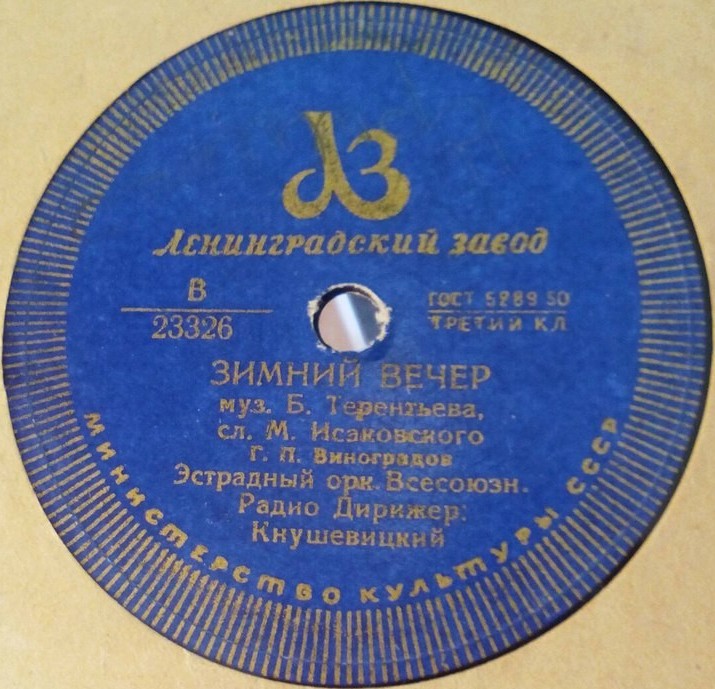 ЛЗ
Ленинградский завод
В
23326
ГОСТ 5289 50
ТРЕТИЙ КЛ
ЗИМНИЙ ВЕЧЕР
муз. Б. Терентьева,
сл. М. Исаковского
Г. П. Виноградов
Эстрадный орк. Всесоюзн.
Радио Дирижер:
Кнушевицкий
МИНИСТЕРСТВО КУЛЬТУРЫ СССР